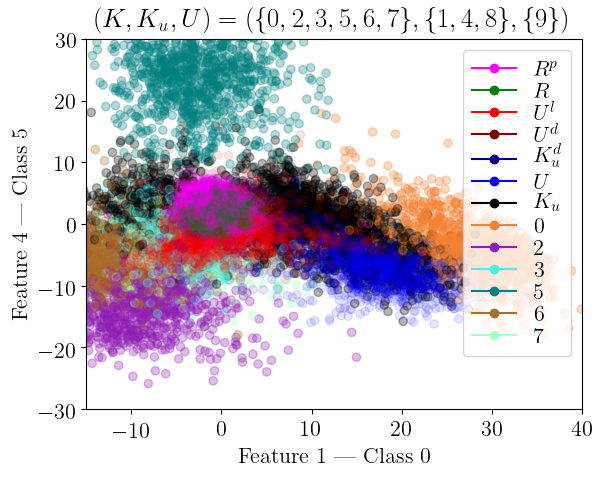 (K, K_u, U) = ({0, 2, 3, 5, 6, 7}, {1, 4, 8}, {9})
30
20
10
0
−10
−20
−30
Feature 4 — Class 5
R^p
R
U^l
U^d
K_u^d
U
K_u
0
2
3
5
6
7
−10
0
10
20
30
40
Feature 1 — Class 0